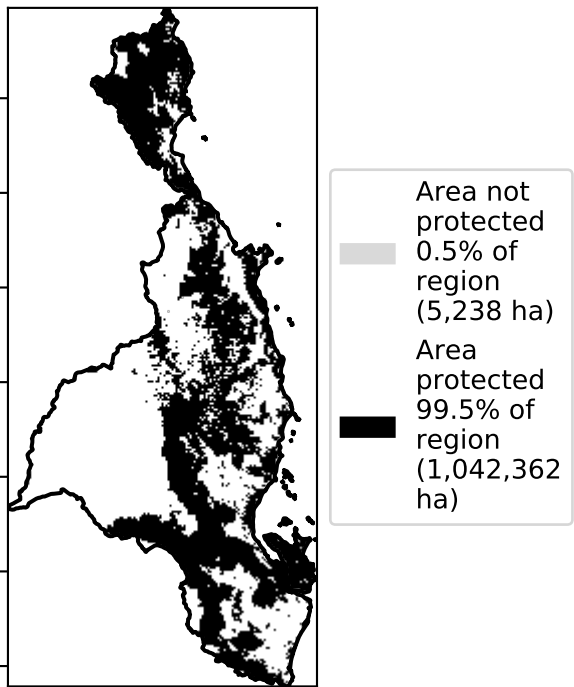 Area not
protected
0.5% of
region
(5,238 ha)
Area
protected
99.5% of
region
(1,042,362
ha)